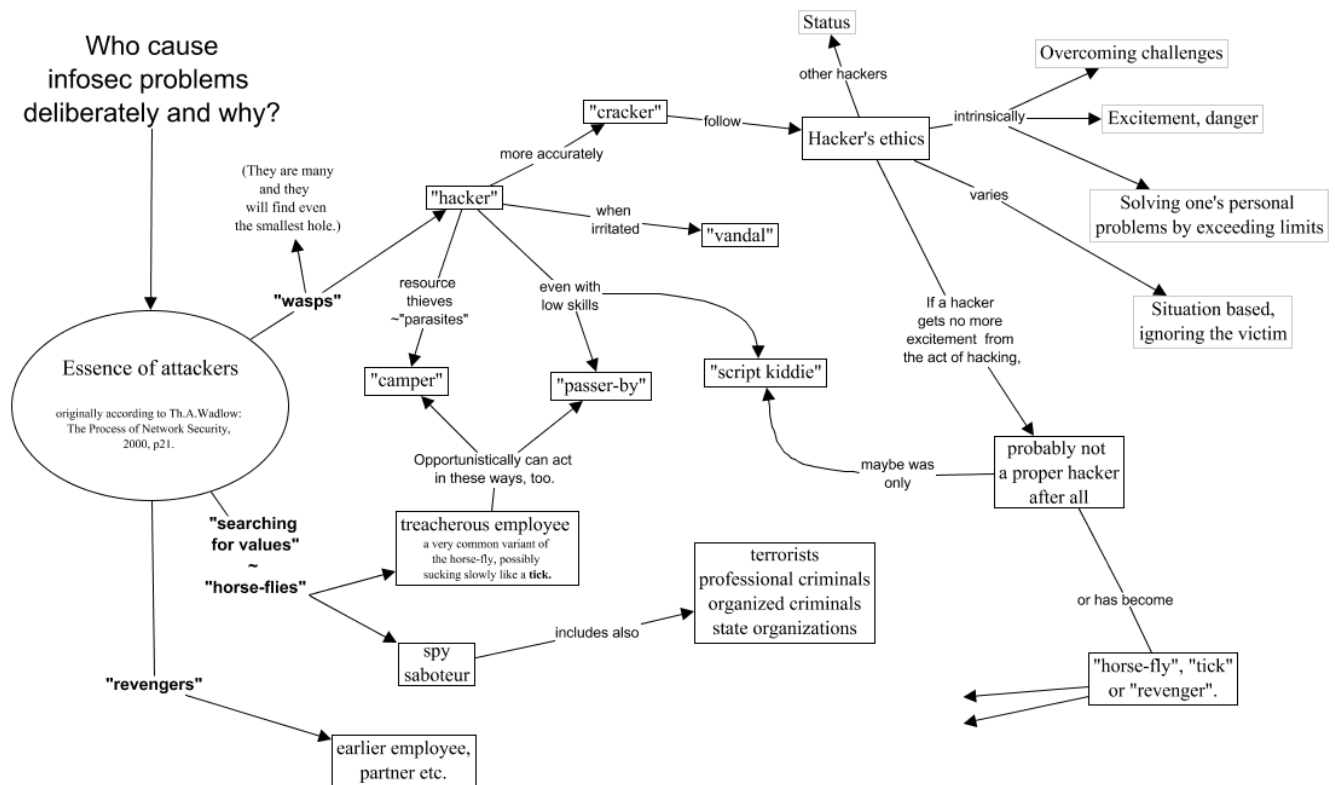 Who cause
infosec problems
deliberately and why?
Status
other hackers
Overcoming challenges
intrinsically
Excitement, danger
"cracker"
follow
Hacker's ethics
more accurately
varies
Solving one's personal
problems by exceeding limits
(They are many
and they
will find even
the smallest hole.)
"hacker"
when
irritated
"vandal"
"wasps"
resource
thieves
~"parasites"
even with
low skills
If a hacker
gets no more
excitement from
the act of hacking,
Situation based,
ignoring the victim
Essence of attackers
originally according to Th.A.Wadlow:
The Process of Network Security,
2000, p21.
"camper"
"passer-by"
"script kiddie"
Opportunistically can act
in these ways, too.
maybe was
only
probably not
a proper hacker
after all
"searching
for values"
~
"horse-flies"
treacherous employee
a very common variant of
the horse-fly, possibly
sucking slowly like a tick.
terrorists
professional criminals
organized criminals
state organizations
or has become
includes also
spy
saboteur
"horse-fly", "tick"
or "revenger".
"revengers"
earlier employee,
partner etc.